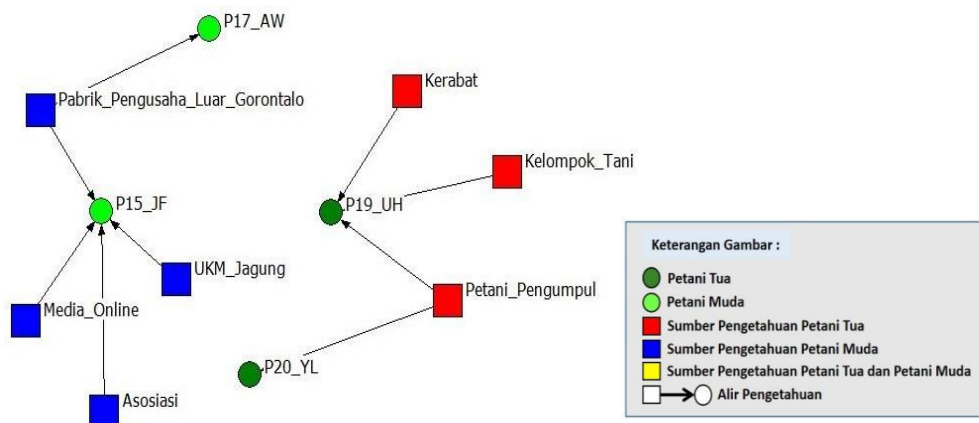 P17_AW
Pabrik_Pengusaha_Luar_Gorontalo
Kerabat
Kelompok_Tani
P15_JF
P19_UH
UKM_Jagung
Petani_Pengumpul
Media_Online
P20_YL
Asosiasi
Keterangan Gambar :
Petani Tua
Petani Muda
Sumber Pengetahuan Petani Tua
Sumber Pengetahuan Petani Muda
Sumber Pengetahuan Petani Tua dan Petani Muda
Alir Pengetahuan